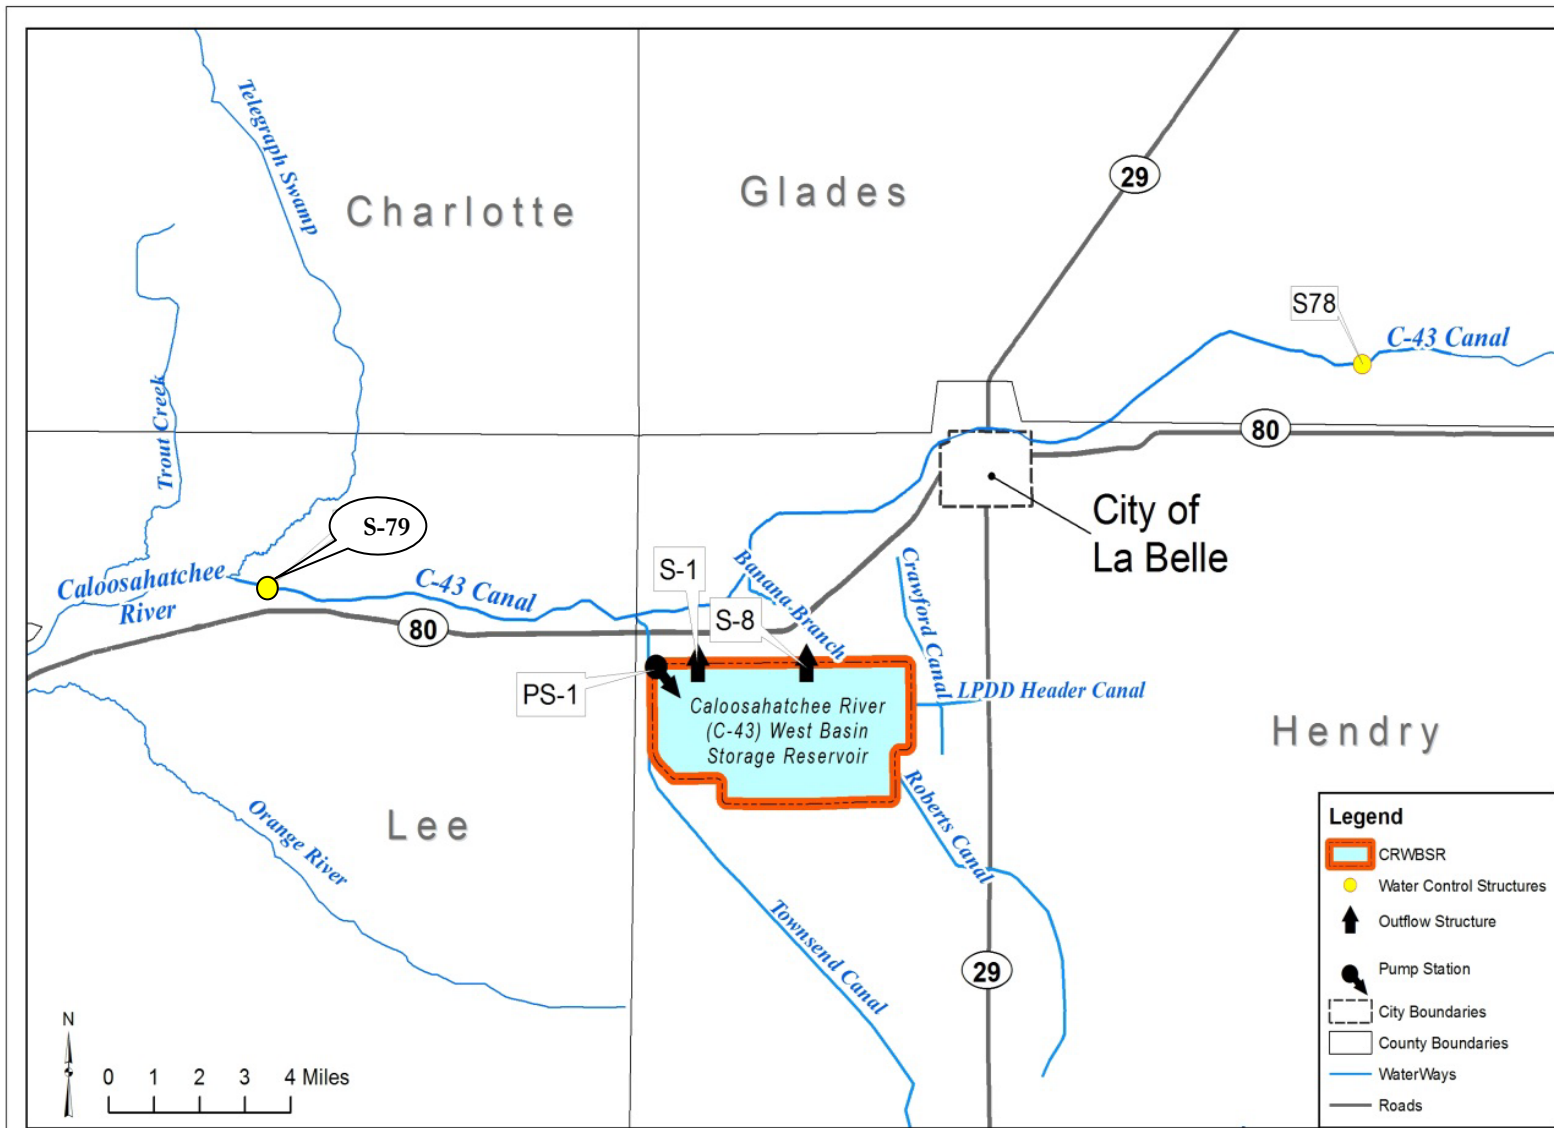 Telegraph Swamp
Charlotte
Glades
29
S78
C-43 Canal
Trout Creek
80
S-79
City of
La Belle
Caloosahatchee
River
C-43 Canal
S-1
Banana Branch
Crawford Canal
80
S-8
PS-1
LPDD Header Canal
Caloosahatchee River
(C-43) West Basin
Storage Reservoir
Hendry
Roberts Canal
Orange River
Lee
Townsend Canal
29
Legend
CRWBSR
Water Control Structures
Outflow Structure
Pump Station
City Boundaries
County Boundaries
WaterWays
Roads
N
0 1 2 3 4 Miles